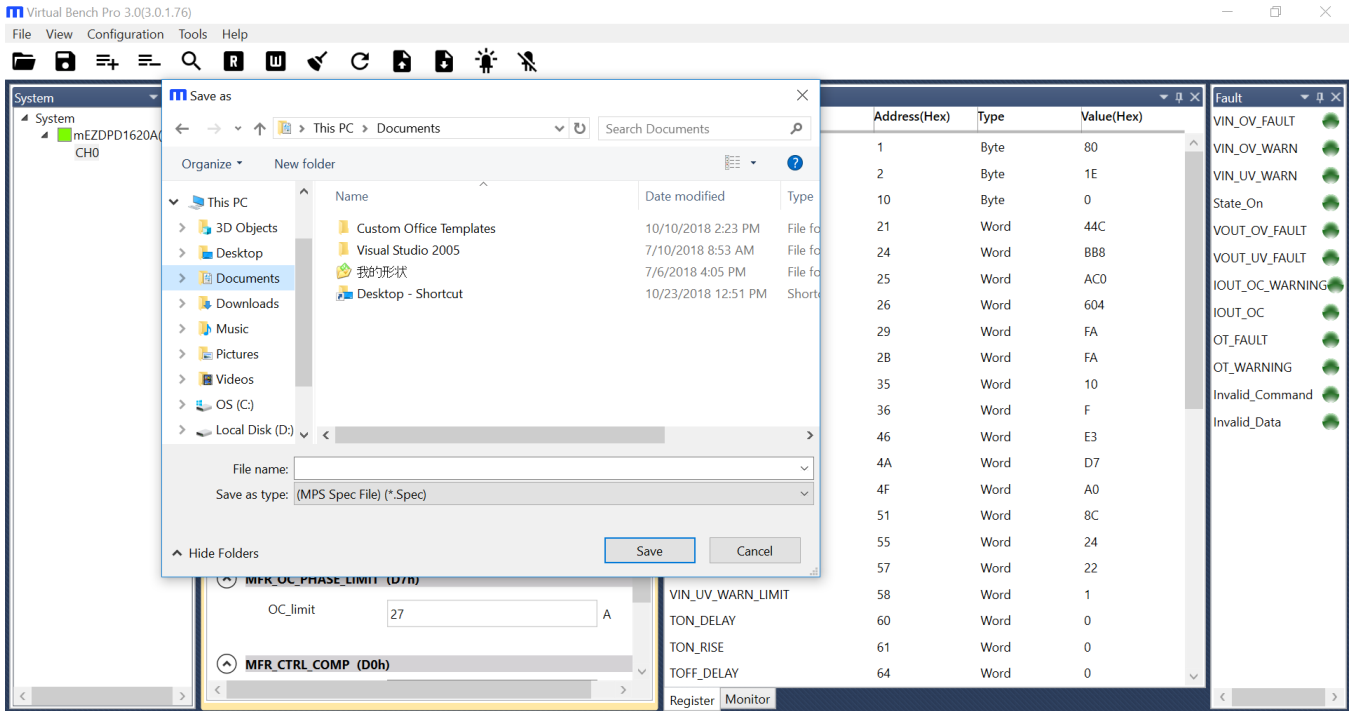 Virtual Bench Pro 3.0(3.0.1.76)
File View Configuration Tools Help
R W
System
System
mEZDPD1620A(
CH0
Save as
This PC > Documents
Search Documents
Organize
New folder
?
This PC
3D Objects
Desktop
Documents
Downloads
Music
Pictures
Videos
OS (C:)
Local Disk (D:)
Name Date modified Type
Custom Office Templates 10/10/2018 2:23 PM File fo
Visual Studio 2005 7/10/2018 8:53 AM File fo
我的形状 7/6/2018 4:05 PM File fo
Desktop - Shortcut 10/23/2018 12:51 PM Shorte
File name:
Save as type: (MPS Spec File) (*.Spec)
Hide Folders
Save
Cancel
MFR_OC_PHASE_LIMIT (D7h)
OC_limit 27 A
MFR_CTRL_COMP (D0h)
Address(Hex) Type Value(Hex)
1 Byte 80
2 Byte 1E
10 Byte 0
21 Word 44C
24 Word BB8
25 Word AC0
26 Word 604
29 Word FA
2B Word FA
35 Word 10
36 Word F
46 Word E3
4A Word D7
4F Word A0
51 Word 8C
55 Word 24
57 Word 22
VIN_UV_WARN_LIMIT 58 Word 1
TON_DELAY 60 Word 0
TON_RISE 61 Word 0
TOFF_DELAY 64 Word 0
Register Monitor
Fault
VIN_OV_FAULT
VIN_OV_WARN
VIN_UV_WARN
State_On
VOUT_OV_FAULT
VOUT_UV_FAULT
IOUT_OC_WARNING
IOUT_OC
OT_FAULT
OT_WARNING
Invalid_Command
Invalid_Data